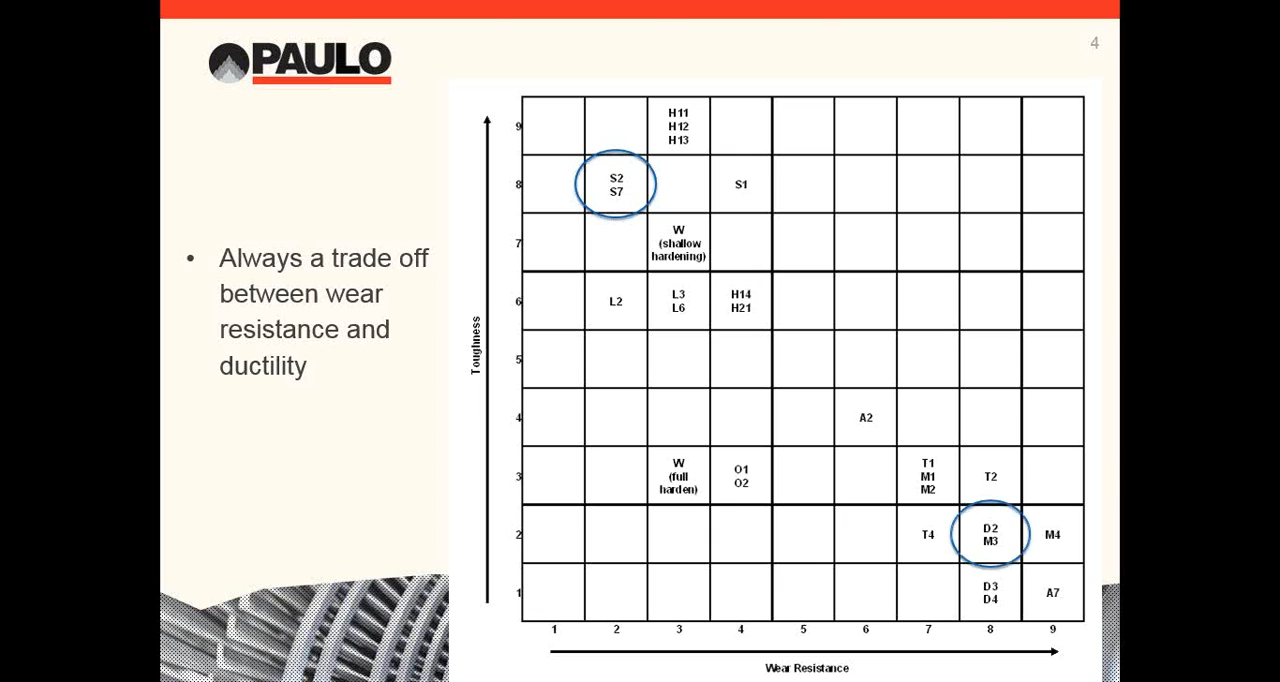 4
PAULO
• Always a trade off
between wear
resistance and
ductility
Toughness
9
H11
H12
H13
8
S2
S7
S1
7
W
(shallow
hardening)
6
L2
L3
L6
H14
H21
5
4
A2
3
W
(full
harden)
O1
O2
T1
M1
M2
T2
2
T4
D2
M3
M4
1
D3
D4
A7
1 2 3 4 5 6 7 8 9
Wear Resistance